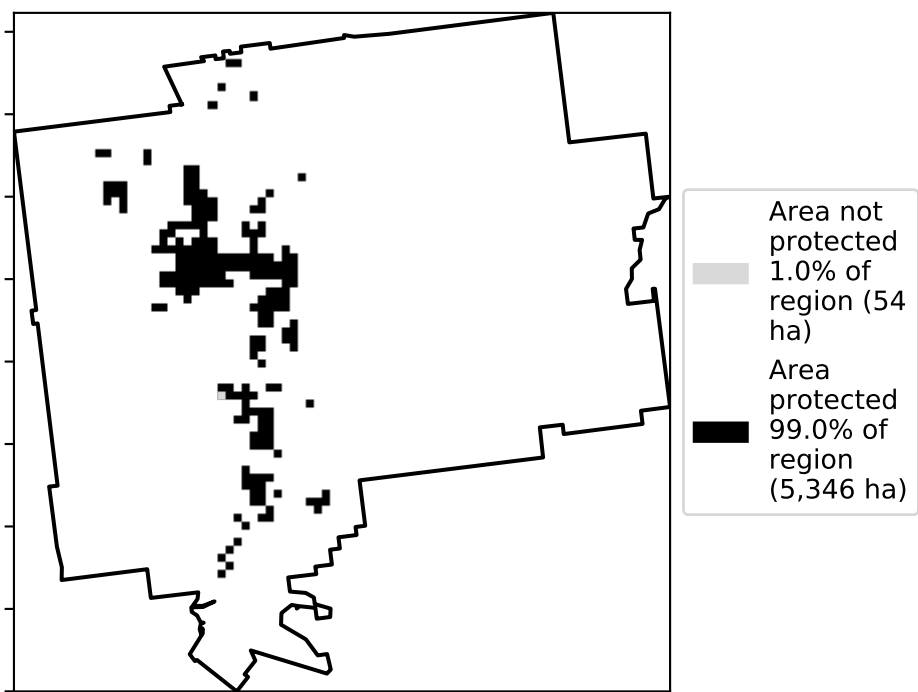 Area not
protected
1.0% of
region (54
ha)
Area
protected
99.0% of
region
(5,346 ha)